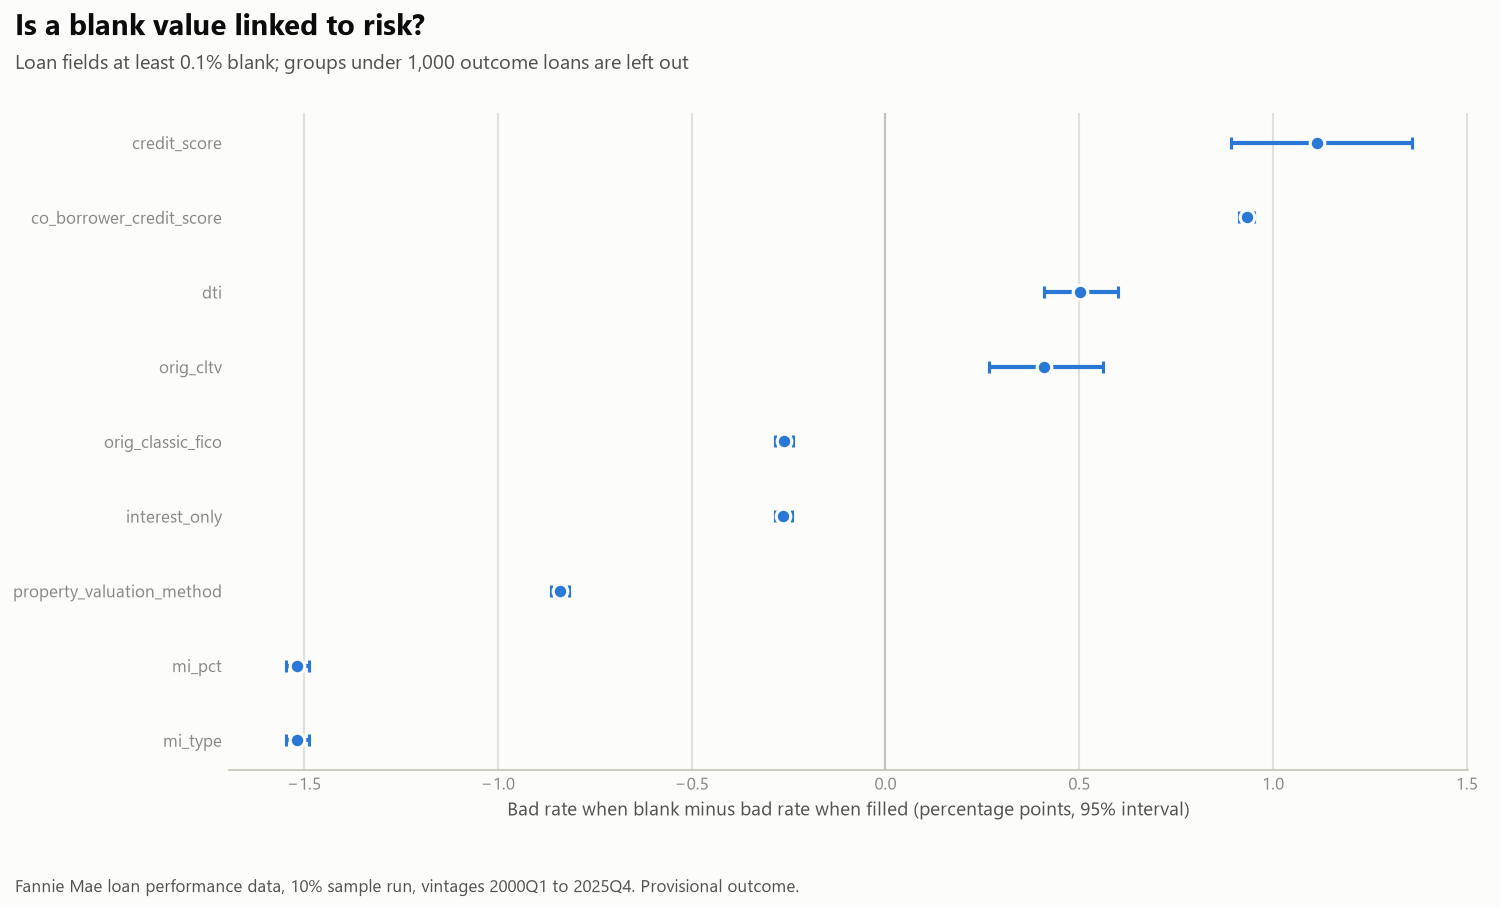 Is a blank value linked to risk?
Loan fields at least 0.1% blank; groups under 1,000 outcome loans are left out
credit_score
co_borrower_credit_score
dti
orig_cltv
orig_classic_fico
interest_only
property_valuation_method
mi_pct
mi_type
−1.5 −1.0 −0.5 0.0 0.5 1.0 1.5
Bad rate when blank minus bad rate when filled (percentage points, 95% interval)
Fannie Mae loan performance data, 10% sample run, vintages 2000Q1 to 2025Q4. Provisional outcome.